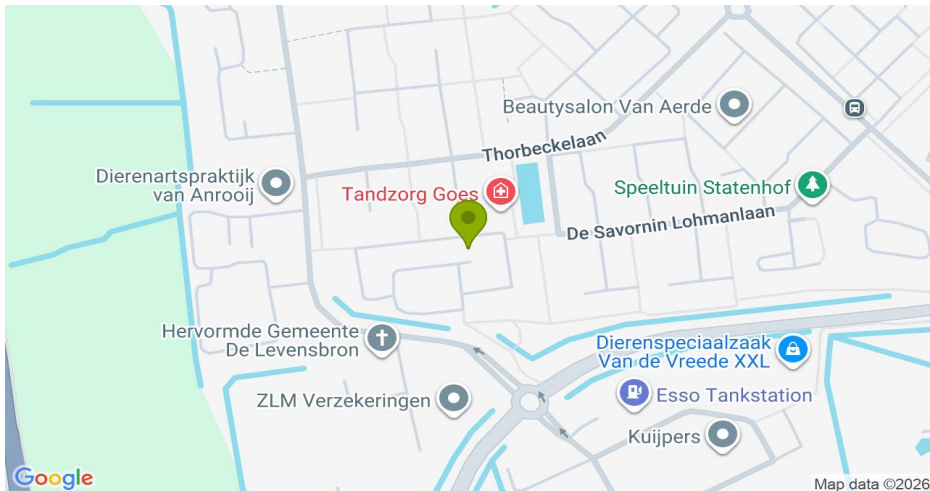 Beautysalon Van Aerde
Thorbeckelaan
Dierenartspraktijk
van Anrooij
Tandzorg Goes
Speeltuin Statenhof
De Savornin Lohmanlaan
Hervormde Gemeente
De Levensbron
Dierenspeciaalzaak
Van de Vreede XXL
ZLM Verzekeringen
Esso Tankstation
Kuijpers
Google
Map data ©2026